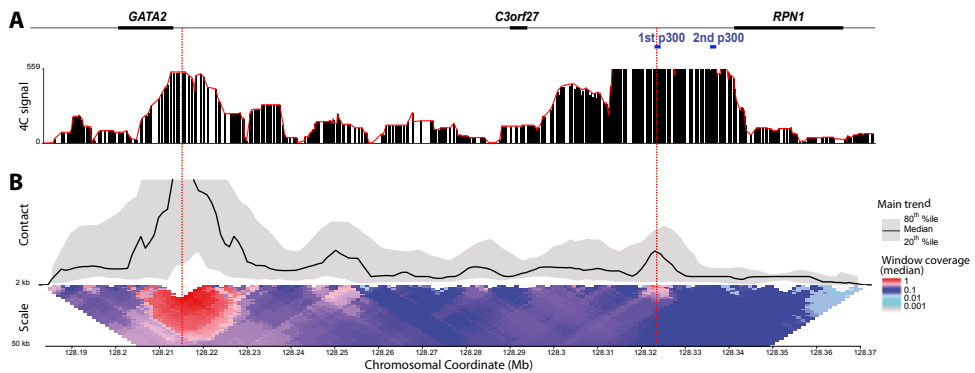 A
GATA2
C3orf27
RPN1
1st p300
2nd p300
559
4C signal
0
B
Contact
2 kb
Scale
50 kb
Main trend
80th %ile
Median
20th %ile
Window coverage
(median)
1
0.1
0.01
0.001
128.19
128.2
128.21
128.22
128.23
128.24
128.25
128.26
128.27
128.28
128.29
128.3
128.31
128.32
128.33
128.34
128.35
128.36
128.37
Chromosomal Coordinate (Mb)